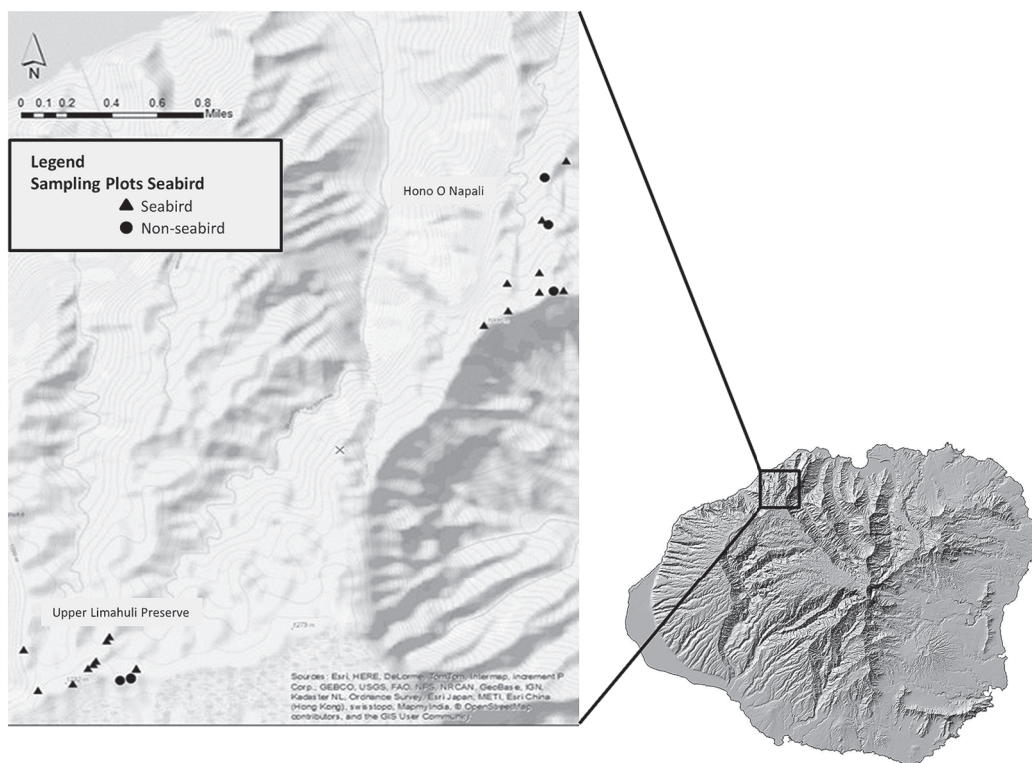 N
0 0.1 0.2 0.4 0.6 0.8
Miles
Legend
Sampling Plots Seabird
Seabird
Non-seabird
Hono O Napali
Upper Limahuli Preserve
1279 m
Sources: Esri, HERE, DeLorme, TomTom, Intermap, increment P
Corp., GEBCO, USGS, FAO, NPS, NRCAN, GeoBase, IGN,
Kadaster NL, Ordnance Survey, Esri Japan, METI, Esri China
(Hong Kong), swisstopo, MapmyIndia, © OpenStreetMap
contributors, and the GIS User Community